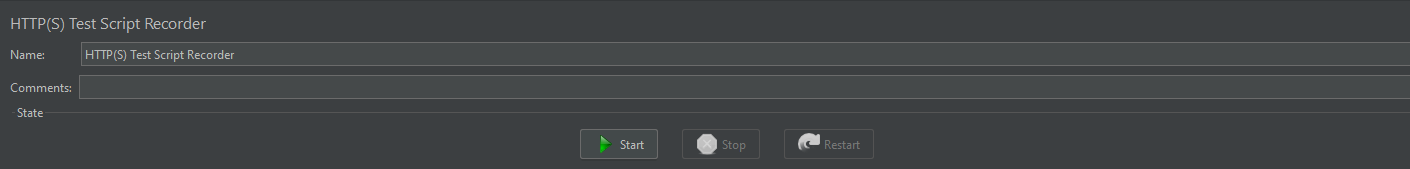 HTTP(S) Test Script Recorder
Name: HTTP(S) Test Script Recorder
Comments:
State
Start Stop Restart